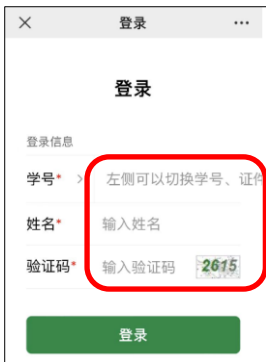 × 登录 ...
登录
登录信息
学号* > 左侧可以切换学号、证件
姓名* 输入姓名
验证码* 输入验证码 2615
登录